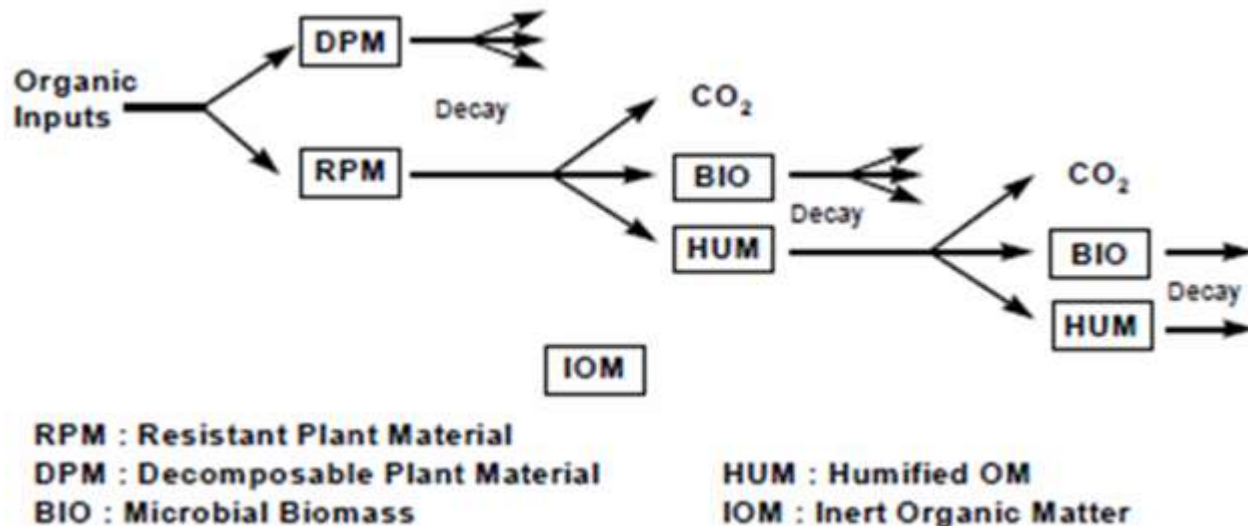 DPM
Organic
Inputs
Decay
CO₂
RPM
BIO
CO₂
Decay
HUM
BIO
Decay
HUM
IOM
RPM : Resistant Plant Material
DPM : Decomposable Plant Material
HUM : Humified OM
BIO : Microbial Biomass
IOM : Inert Organic Matter